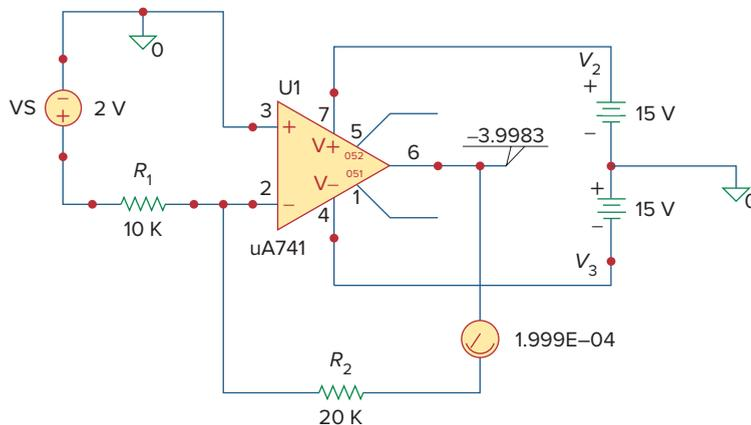 0
VS
−
+
2 V
U1
3
+
7
V+
5
052
6
−3.9983
V2
+
15 V
−
R1
10 K
2
−
V−
051
4
1
uA741
+
15 V
−
0
V3
1.999E–04
R2
20 K